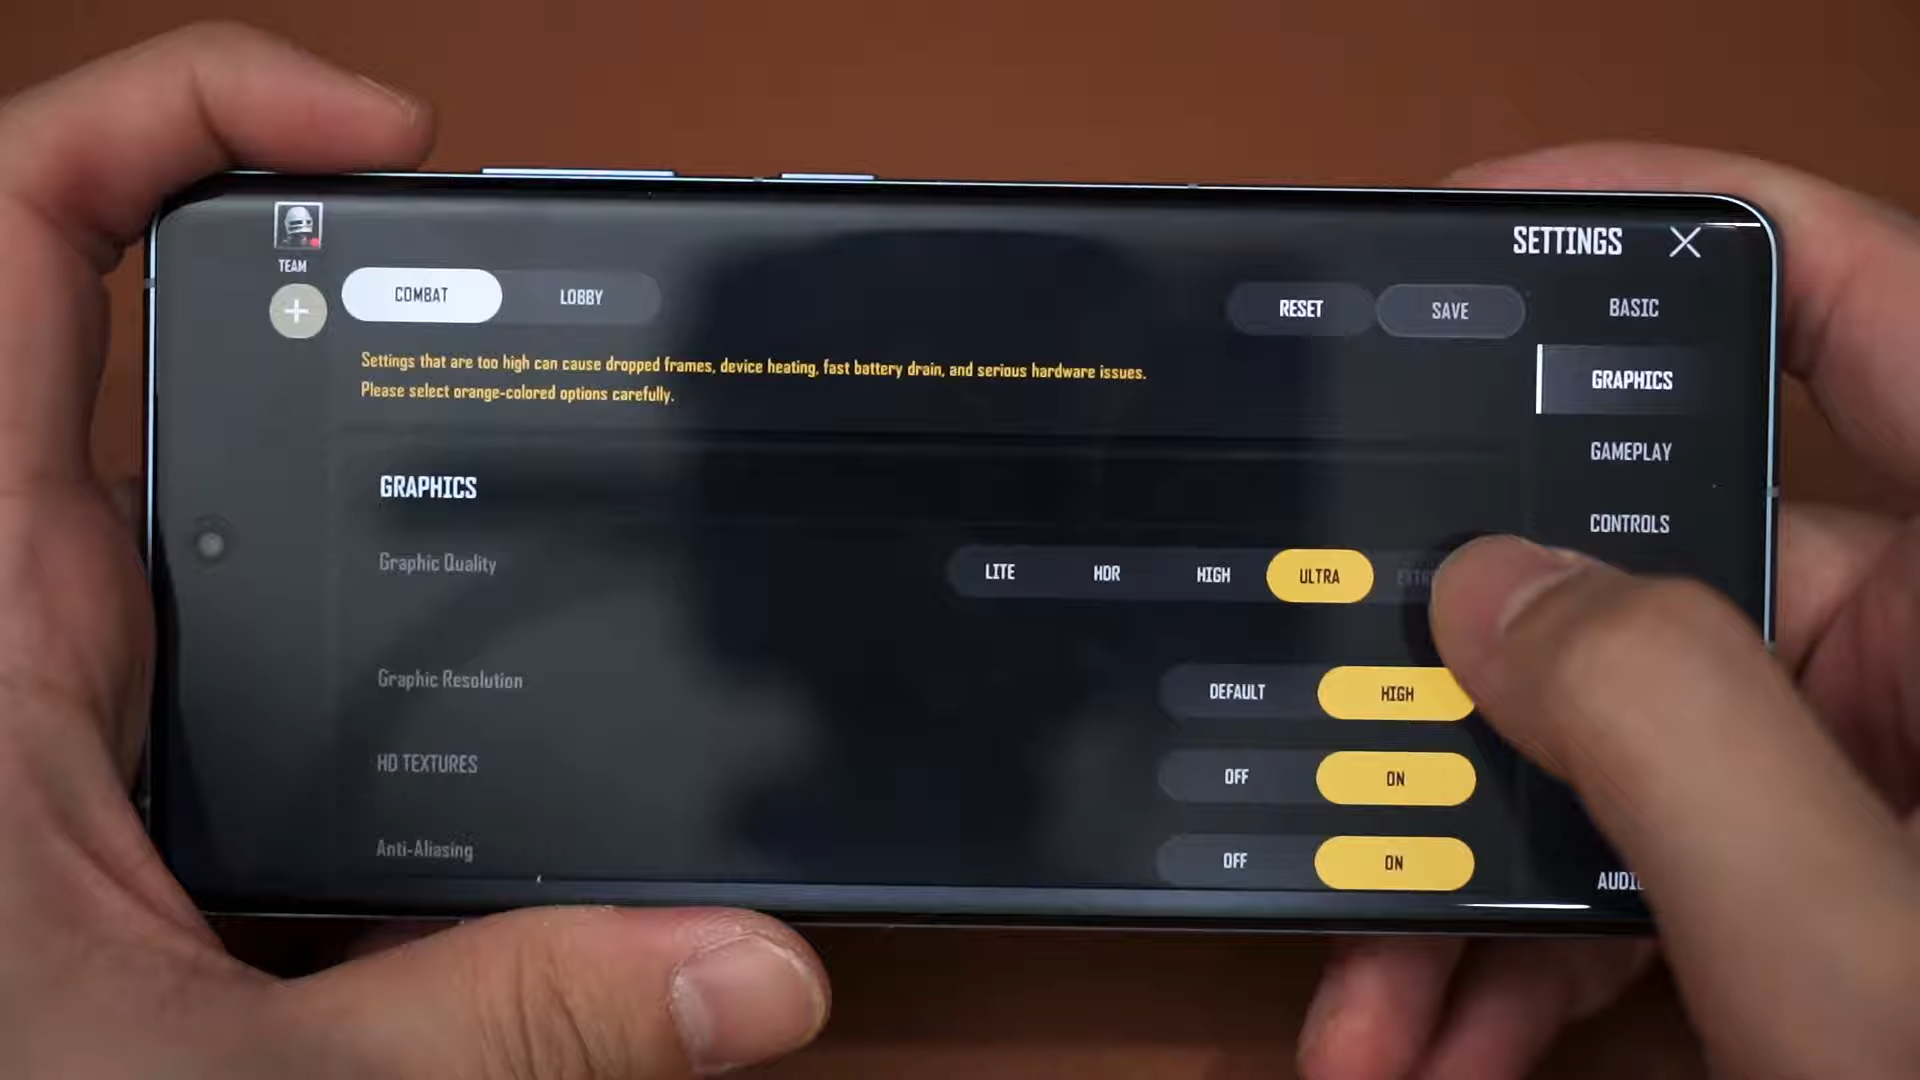 SETTINGS
TEAM
COMBAT LOBBY
RESET SAVE
BASIC
Settings that are too high can cause dropped frames, device heating, fast battery drain, and serious hardware issues.
Please select orange-colored options carefully.
GRAPHICS
GAMEPLAY
CONTROLS
GRAPHICS
Graphic Quality LITE HDR HIGH ULTRA
Graphic Resolution DEFAULT HIGH
HD TEXTURES OFF ON
Anti-Aliasing OFF ON